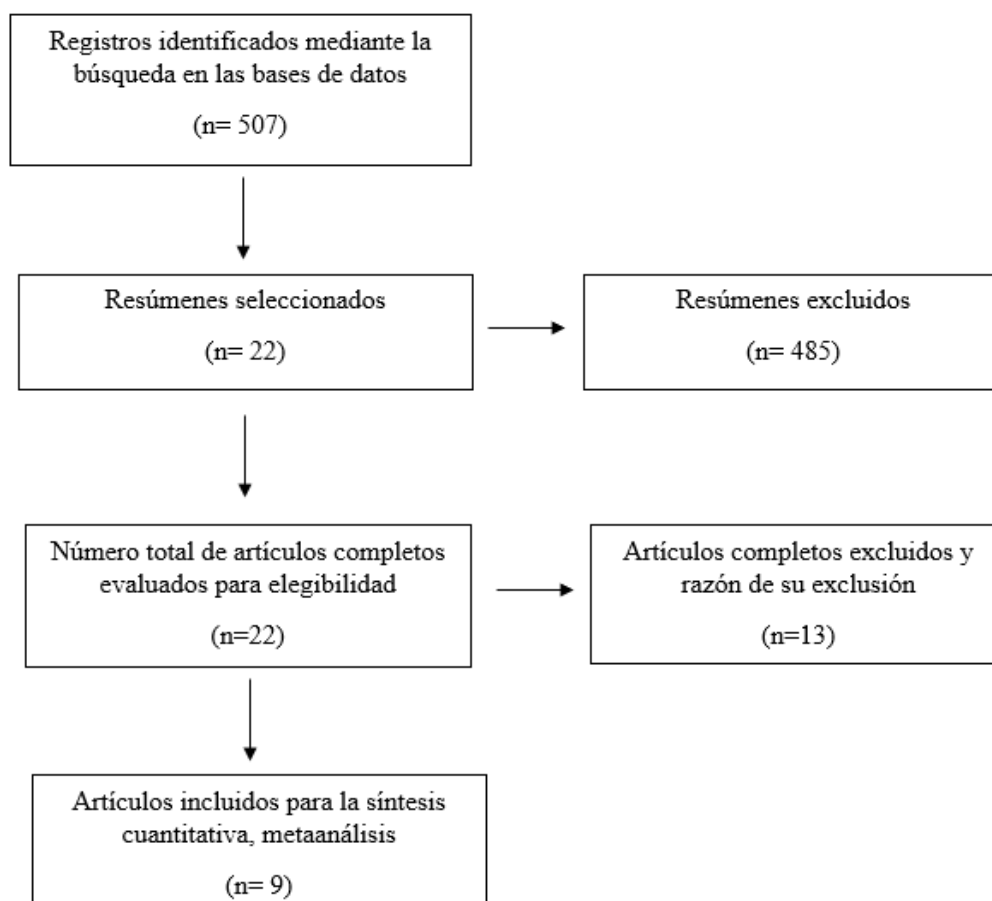 Registros identificados mediante la
búsqueda en las bases de datos
(n= 507)
Resúmenes seleccionados
(n= 22)
Resúmenes excluidos
(n= 485)
Número total de artículos completos
evaluados para elegibilidad
(n=22)
Artículos completos excluidos y
razón de su exclusión
(n=13)
Artículos incluidos para la síntesis
cuantitativa, metaanálisis
(n= 9)